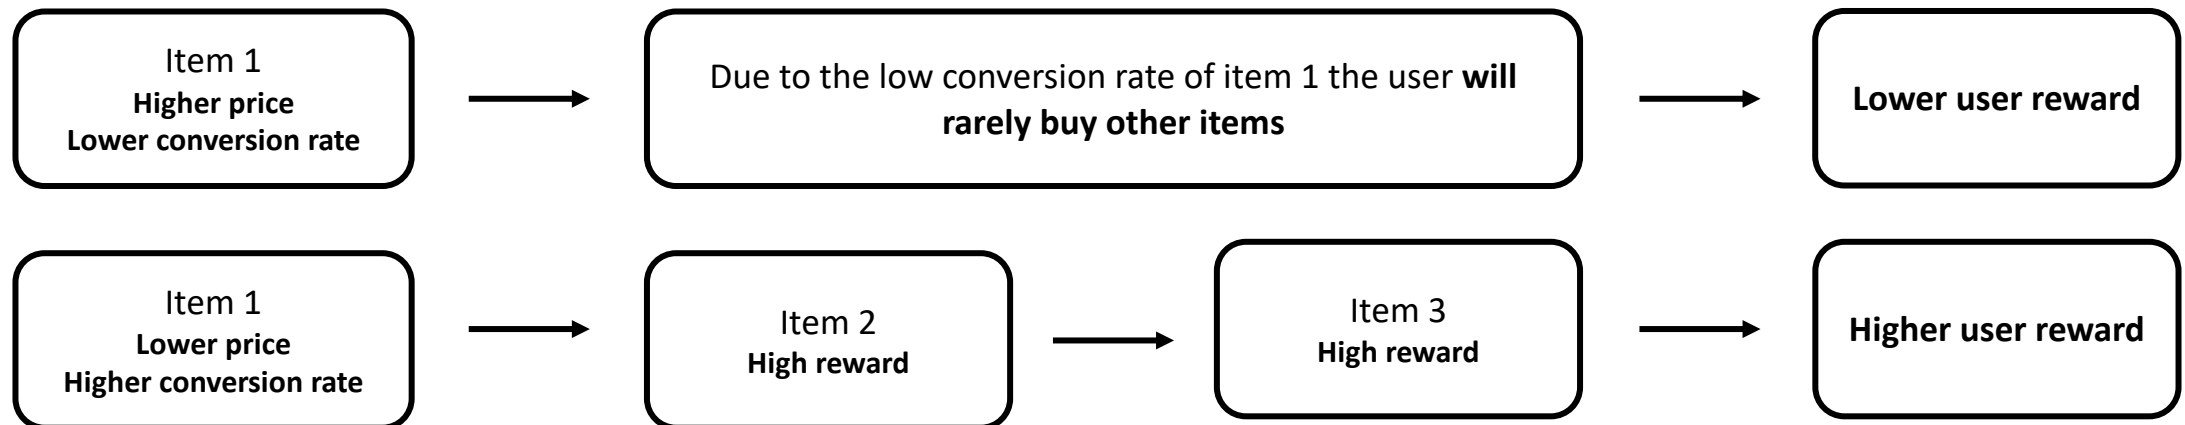 Item 1
Higher price
Lower conversion rate
Due to the low conversion rate of item 1 the user will
rarely buy other items
Lower user reward
Item 1
Lower price
Higher conversion rate
Item 2
High reward
Item 3
High reward
Higher user reward